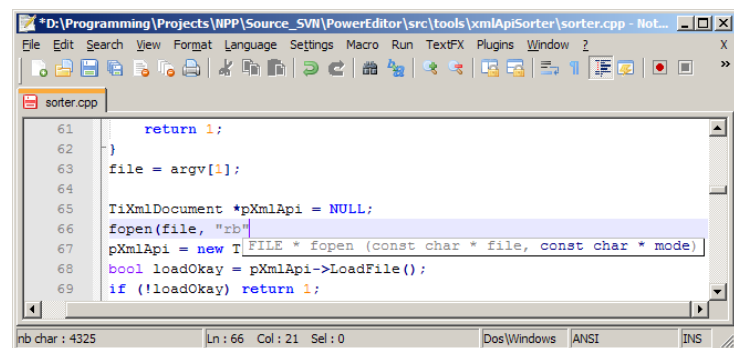 *D:\Programming\Projects\NPP\Source_SVN\PowerEditor\src\tools\xmlApiSorter\sorter.cpp - Not...
File Edit Search View Format Language Settings Macro Run TextFX Plugins Window ? X
sorter.cpp
61 return 1;
62 }
63 file = argv[1];
64
65 TiXmlDocument *pXmlApi = NULL;
66 fopen(file, "rb"
67 pXmlApi = new T
FILE * fopen (const char * file, const char * mode)
68 bool loadOkay = pXmlApi->LoadFile();
69 if (!loadOkay) return 1;
nb char : 4325 Ln : 66 Col : 21 Sel : 0 Dos\Windows ANSI INS